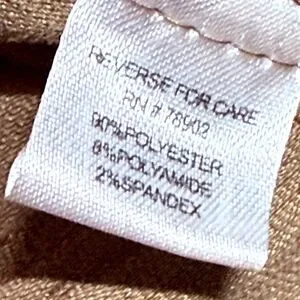 REVERSE FOR CARE
RN # 78902
90%POLYESTER
8%POLYAMIDE
2%SPANDEX